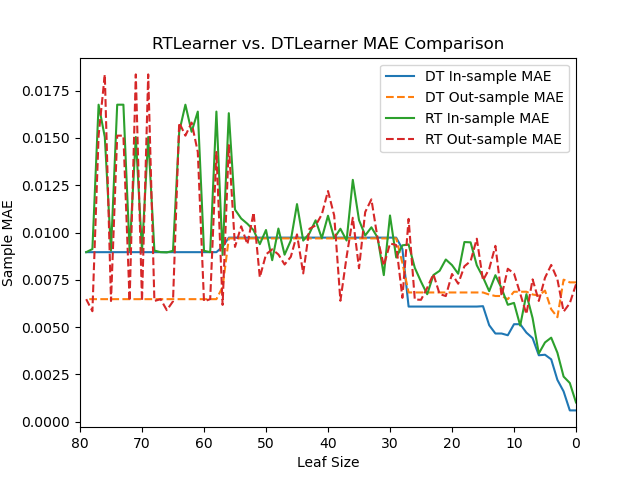 RTLearner vs. DTLearner MAE Comparison
DT In-sample MAE
DT Out-sample MAE
RT In-sample MAE
RT Out-sample MAE
Sample MAE
0.0175
0.0150
0.0125
0.0100
0.0075
0.0050
0.0025
0.0000
80 70 60 50 40 30 20 10 0
Leaf Size